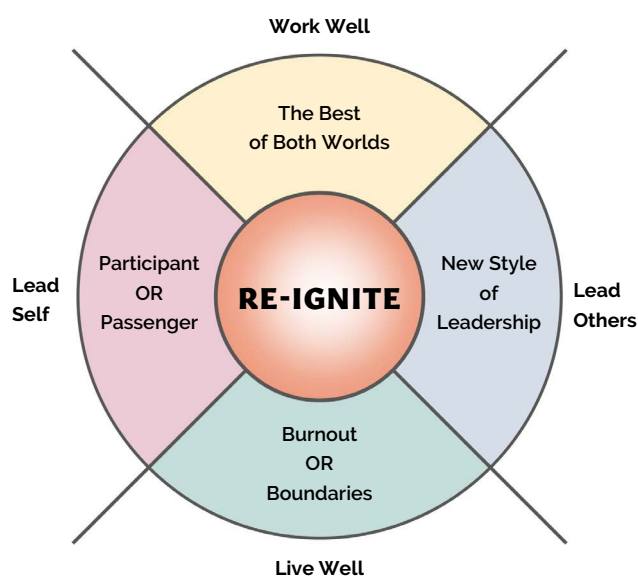 Work Well
The Best
of Both Worlds
Lead
Self
Participant
OR
Passenger
RE-IGNITE
New Style
of
Leadership
Lead
Others
Burnout
OR
Boundaries
Live Well